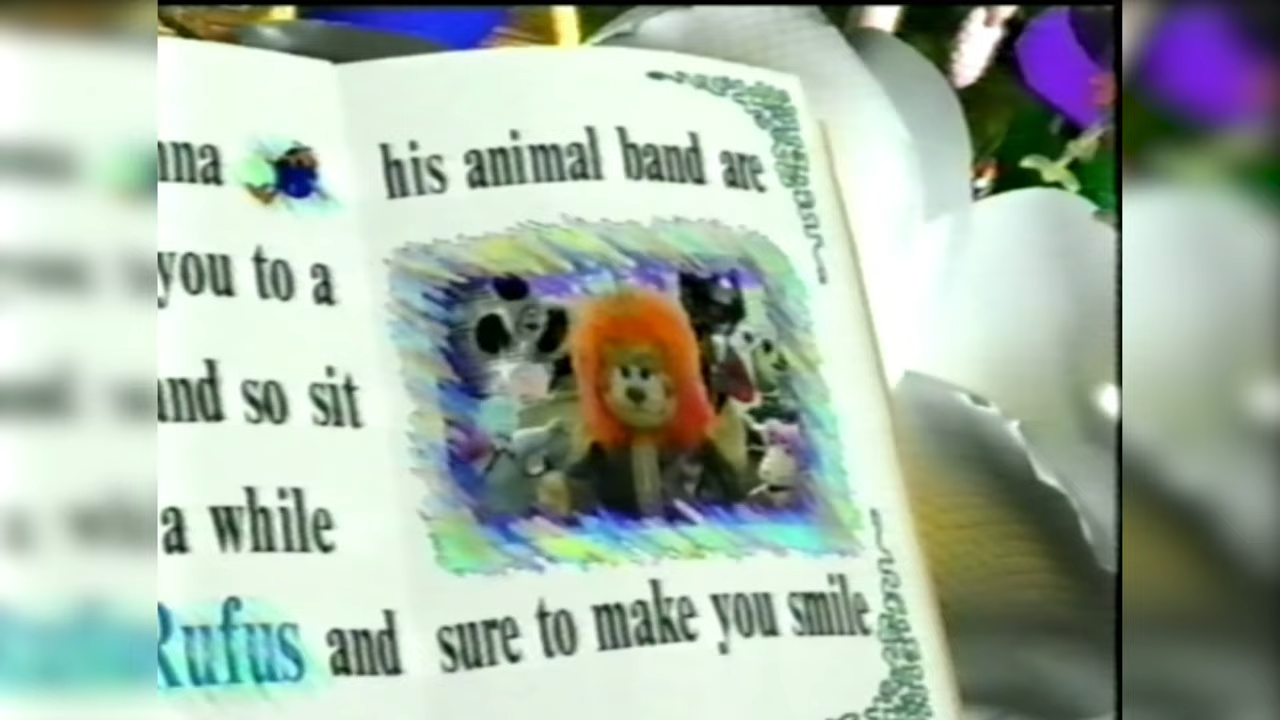 nna
you to a
and so sit
a while
Rufus and
his animal band are
sure to make you smile